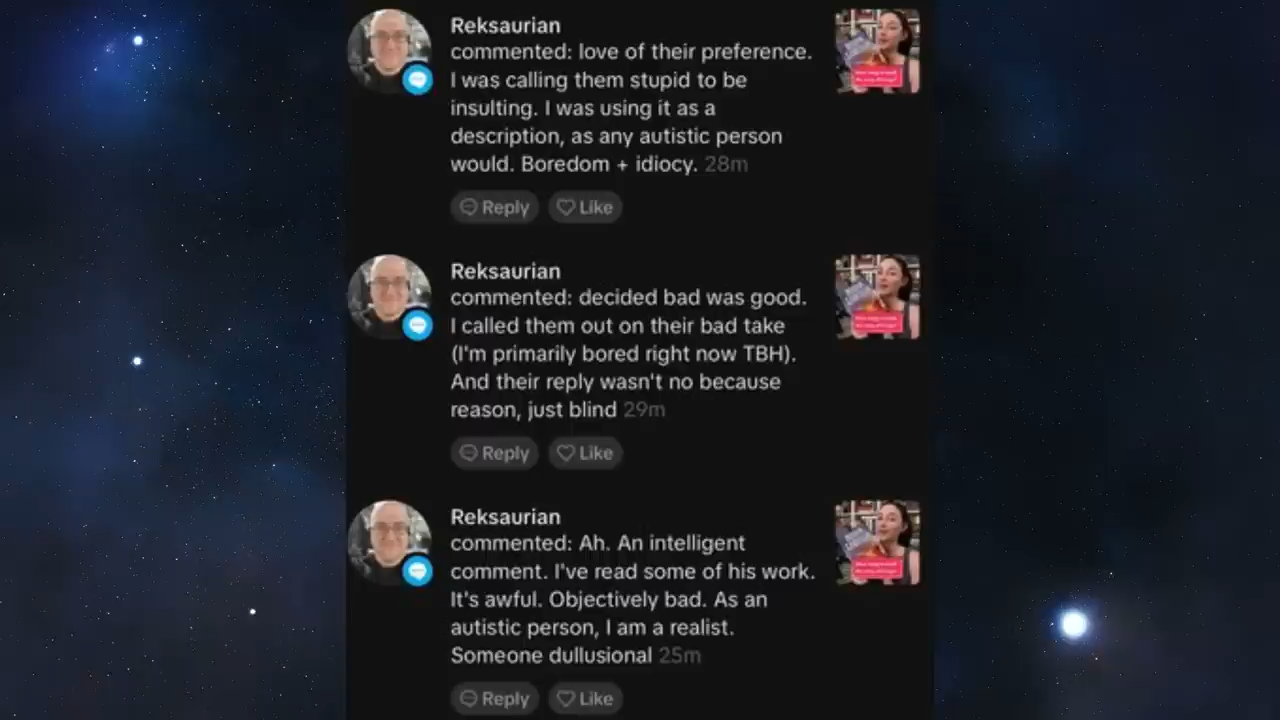 Reksaurian
commented: love of their preference.
I was calling them stupid to be
insulting. I was using it as a
description, as any autistic person
would. Boredom + idiocy. 28m
Reply Like
Reksaurian
commented: decided bad was good.
I called them out on their bad take
(I'm primarily bored right now TBH).
And their reply wasn't no because
reason, just blind 29m
Reply Like
Reksaurian
commented: Ah. An intelligent
comment. I've read some of his work.
It's awful. Objectively bad. As an
autistic person, I am a realist.
Someone dullusional 25m
Reply Like